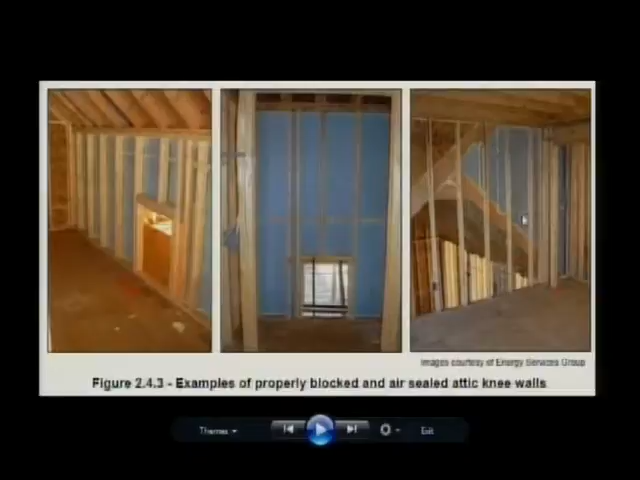 Images courtesy of Energy Services Group
Figure 2.4.3 - Examples of properly blocked and air sealed attic knee walls
Themes
Exit